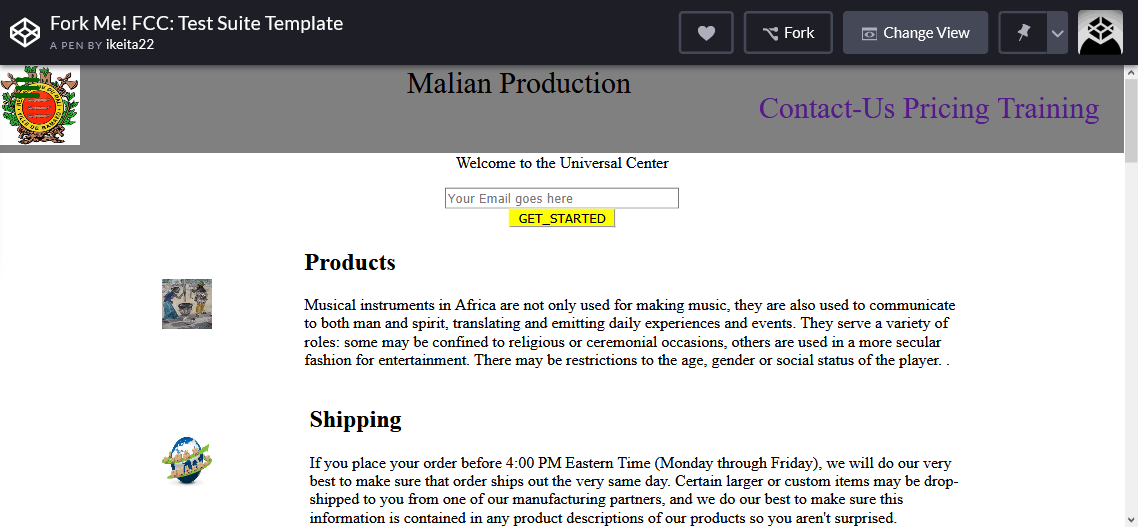 Fork Me! FCC: Test Suite Template
A PEN BY ikeita22
Fork
Change View
Malian Production
Contact-Us Pricing Training
Welcome to the Universal Center
Your Email goes here
GET_STARTED
Products
Musical instruments in Africa are not only used for making music, they are also used to communicate
to both man and spirit, translating and emitting daily experiences and events. They serve a variety of
roles: some may be confined to religious or ceremonial occasions, others are used in a more secular
fashion for entertainment. There may be restrictions to the age, gender or social status of the player. .
Shipping
If you place your order before 4:00 PM Eastern Time (Monday through Friday), we will do our very
best to make sure that order ships out the very same day. Certain larger or custom items may be drop-
shipped to you from one of our manufacturing partners, and we do our best to make sure this
information is contained in any product descriptions of our products so you aren't surprised.